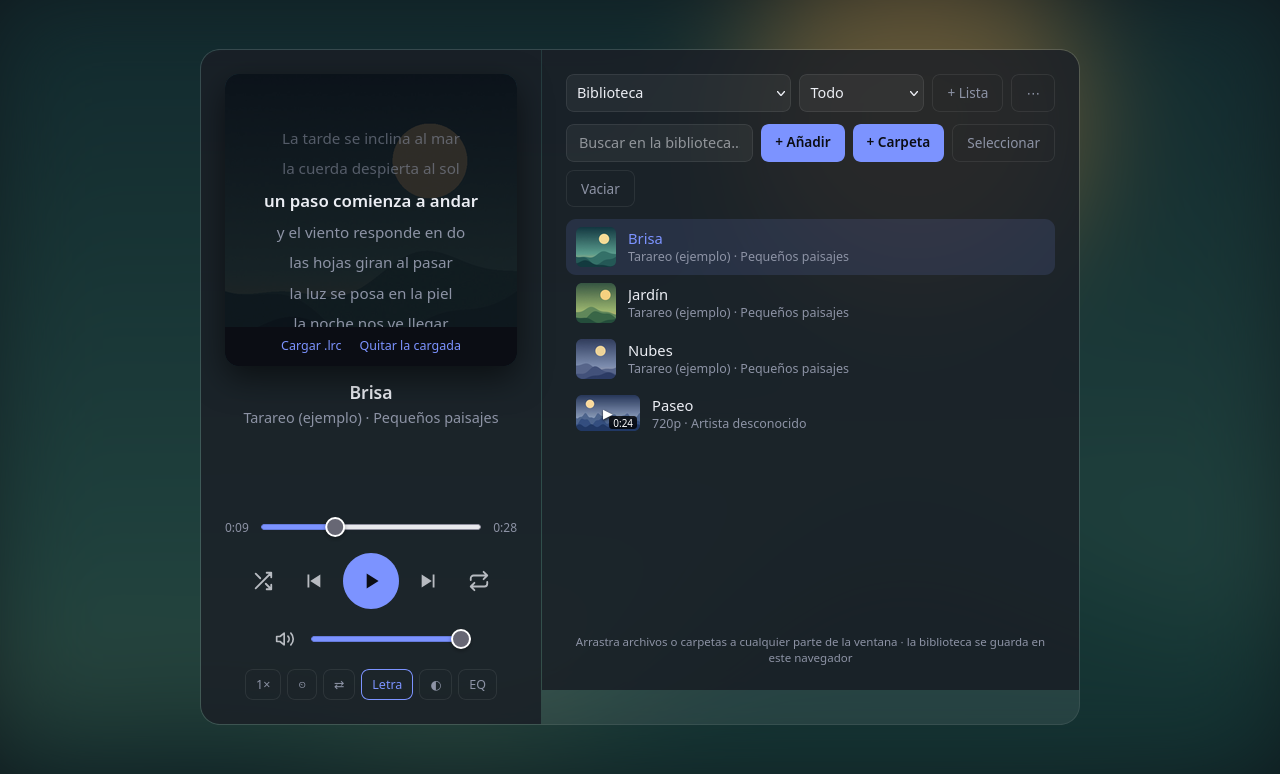 La tarde se inclina al mar
la cuerda despierta al sol
un paso comienza a andar
y el viento responde en do
las hojas giran al pasar
la luz se posa en la piel
la noche nos ve llegar
Cargar .lrc Quitar la cargada
Brisa
Tarareo (ejemplo) · Pequeños paisajes
0:09 0:28
1× ⏲ ⇄ Letra ◐ EQ
Biblioteca Todo + Lista ···
Buscar en la biblioteca.. + Añadir + Carpeta Seleccionar
Vaciar
Brisa
Tarareo (ejemplo) · Pequeños paisajes
Jardín
Tarareo (ejemplo) · Pequeños paisajes
Nubes
Tarareo (ejemplo) · Pequeños paisajes
0:24
Paseo
720p · Artista desconocido
Arrastra archivos o carpetas a cualquier parte de la ventana · la biblioteca se guarda en
este navegador